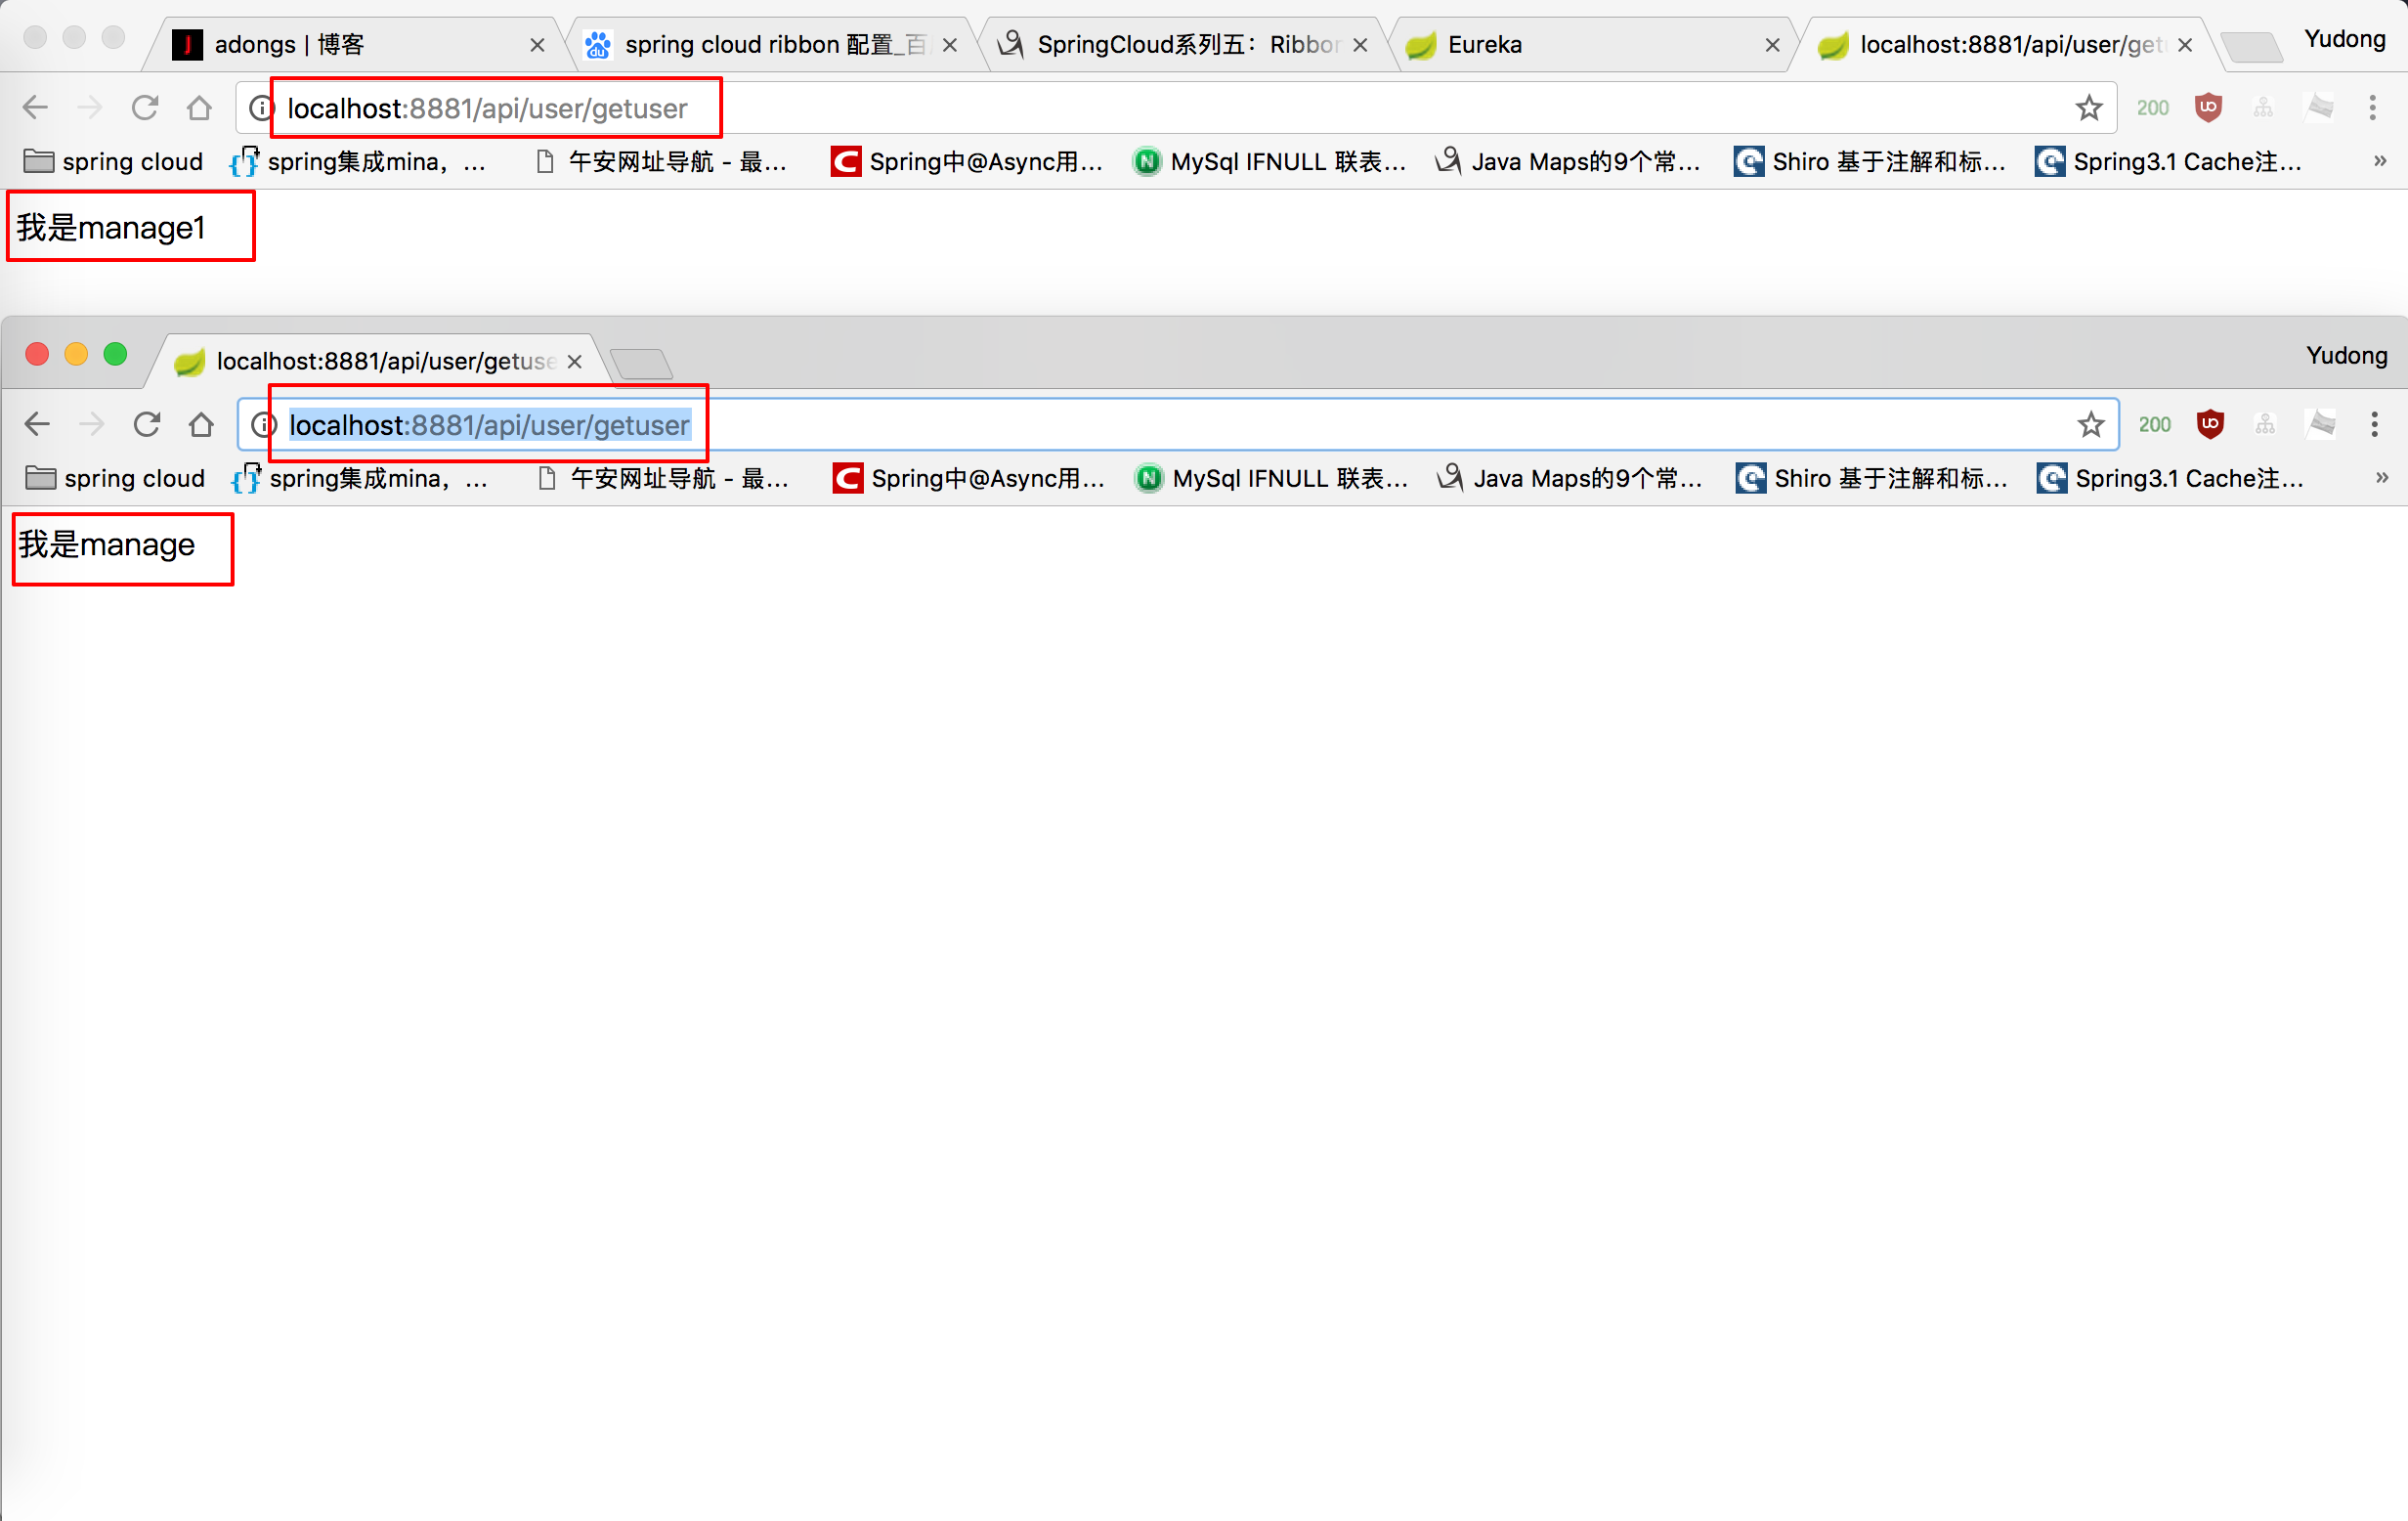 adongs | 博客
spring cloud ribbon 配置_百
SpringCloud系列五：Ribbon
Eureka
localhost:8881/api/user/get
Yudong
localhost:8881/api/user/getuser
200
spring cloud
spring集成mina，...
午安网址导航 - 最...
Spring中@Async用...
MySql IFNULL 联表...
Java Maps的9个常...
Shiro 基于注解和标...
Spring3.1 Cache注...
»
我是manage1
localhost:8881/api/user/getuse
Yudong
localhost:8881/api/user/getuser
200
spring cloud
spring集成mina，...
午安网址导航 - 最...
Spring中@Async用...
MySql IFNULL 联表...
Java Maps的9个常...
Shiro 基于注解和标...
Spring3.1 Cache注...
»
我是manage